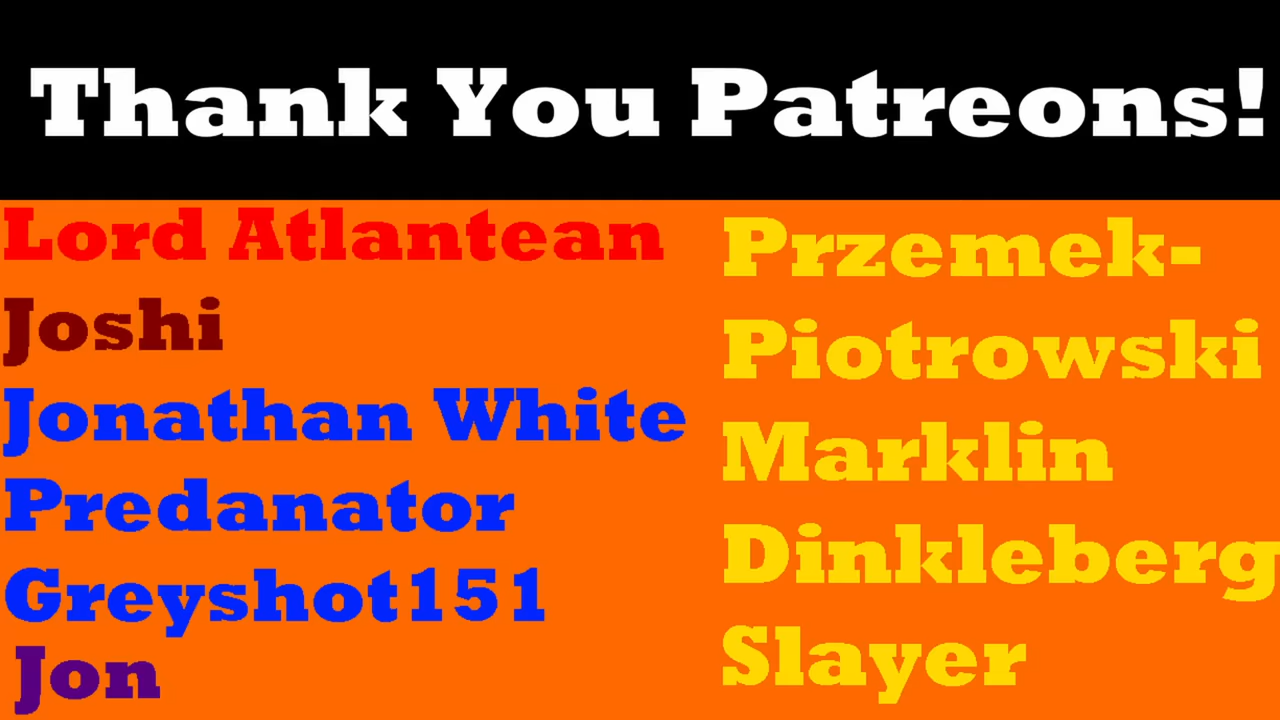 Thank You Patreons!
Lord Atlantean
Joshi
Jonathan White
Predanator
Greyshot151
Jon
Przemek-
Piotrowski
Marklin
Dinkleberg
Slayer